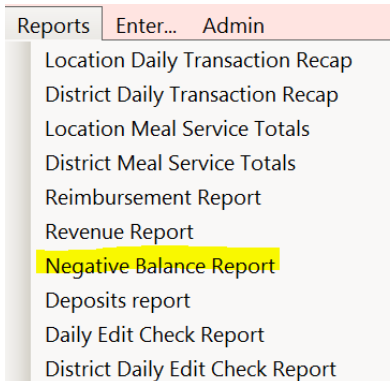 Reports Enter... Admin
Location Daily Transaction Recap
District Daily Transaction Recap
Location Meal Service Totals
District Meal Service Totals
Reimbursement Report
Revenue Report
Negative Balance Report
Deposits report
Daily Edit Check Report
District Daily Edit Check Report